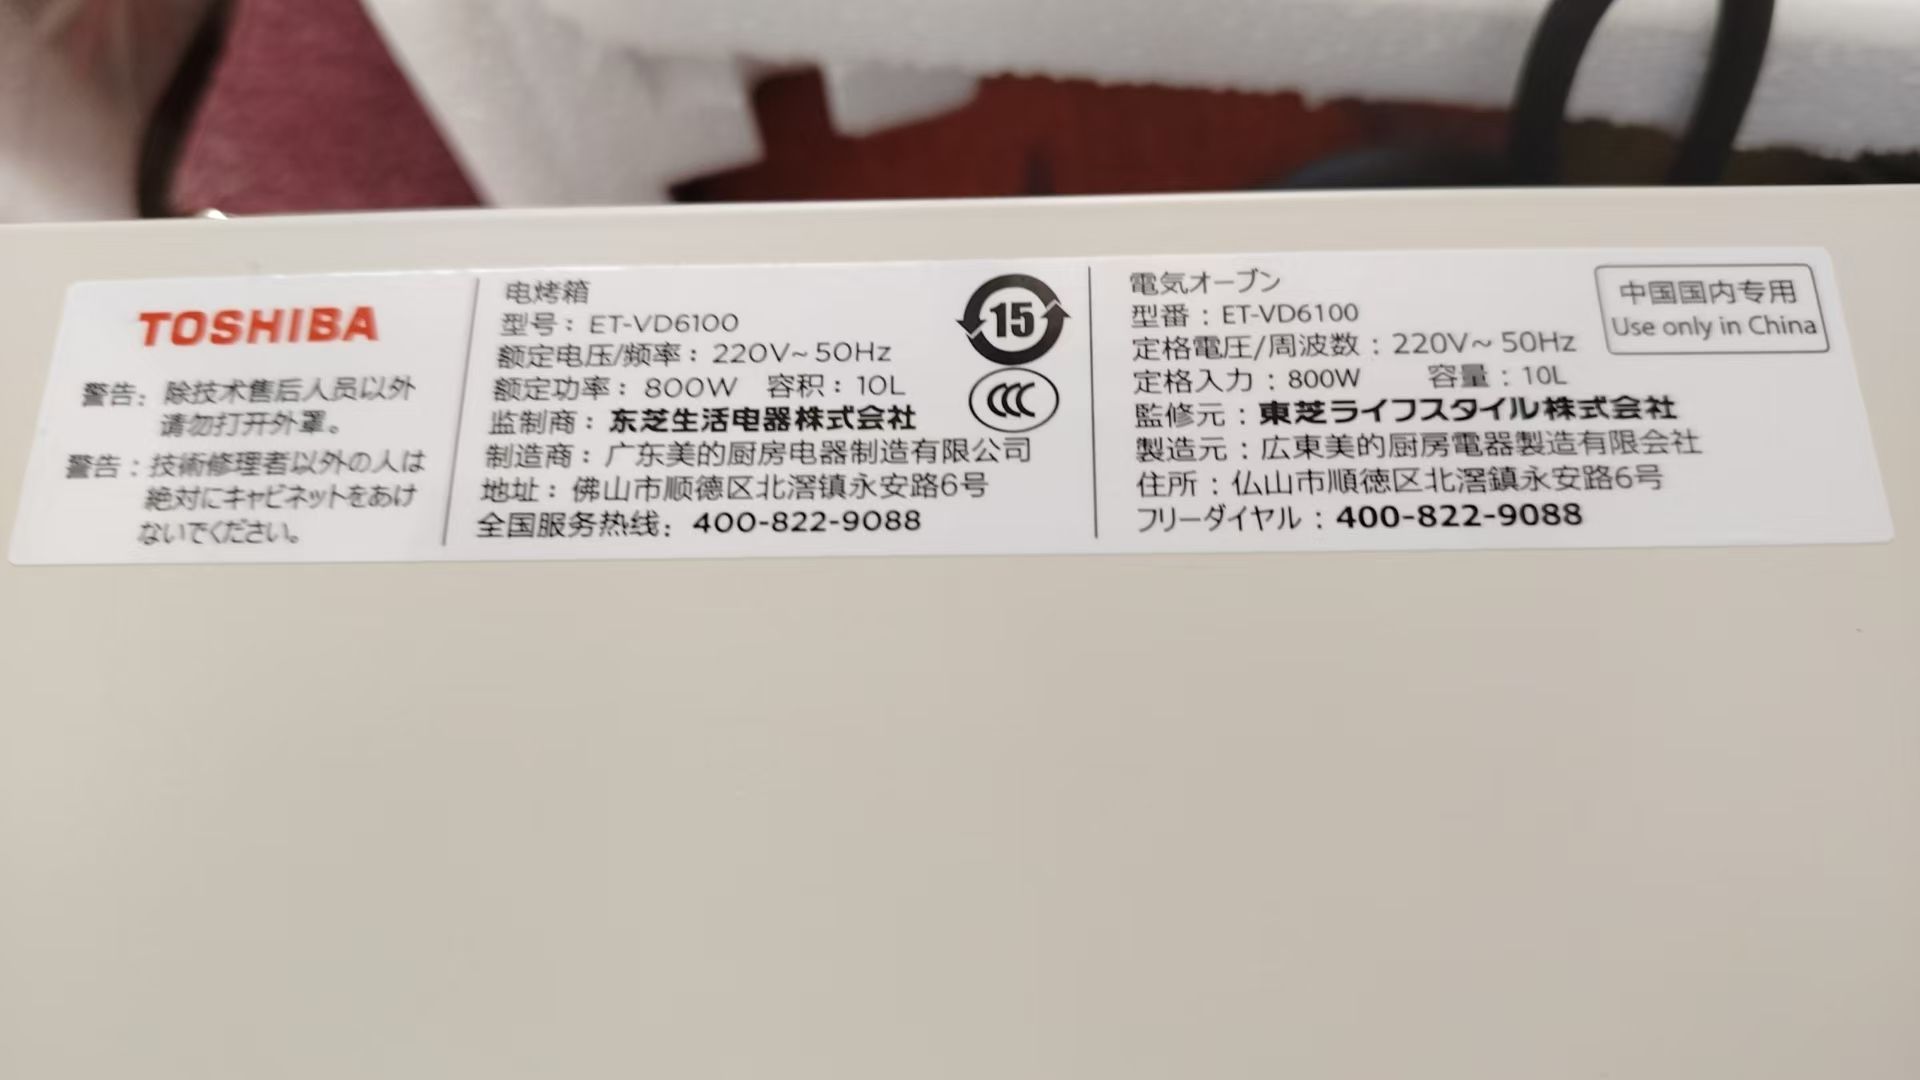 TOSHIBA
警告：除技术售后人员以外
请勿打开外罩。
警告：技術修理者以外の人は
絶対にキャビネットをあけ
ないでください。
电烤箱
型号：ET-VD6100
额定电压/频率：220V~50Hz
额定功率：800W 容积：10L
监制商：东芝生活电器株式会社
制造商：广东美的厨房电器制造有限公司
地址：佛山市顺德区北滘镇永安路6号
全国服务热线：400-822-9088
15
CCC
電気オーブン
型番：ET-VD6100
定格電圧/周波数：220V~50Hz
定格入力：800W 容量：10L
監修元：東芝ライフスタイル株式会社
製造元：広東美的厨房電器製造有限会社
住所：仏山市順徳区北滘鎮永安路6号
フリーダイヤル：400-822-9088
中国国内专用
Use only in China